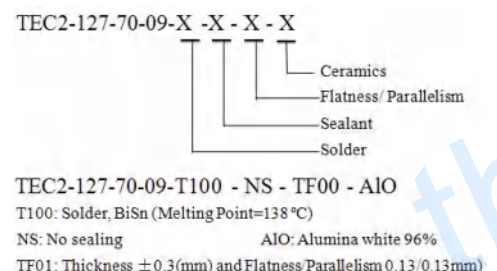 TEC2-127-70-09-X -X - X - X
Ceramics
Flatness/ Parallelism
Sealant
Solder
TEC2-127-70-09-T100 - NS - TF00 - AlO
T100: Solder, BiSn (Melting Point=138 ℃)
NS: No sealing AlO: Alumina white 96%
TF01: Thickness ±0.3(mm) and Flatness/Parallelism 0.13/0.13mm)
th